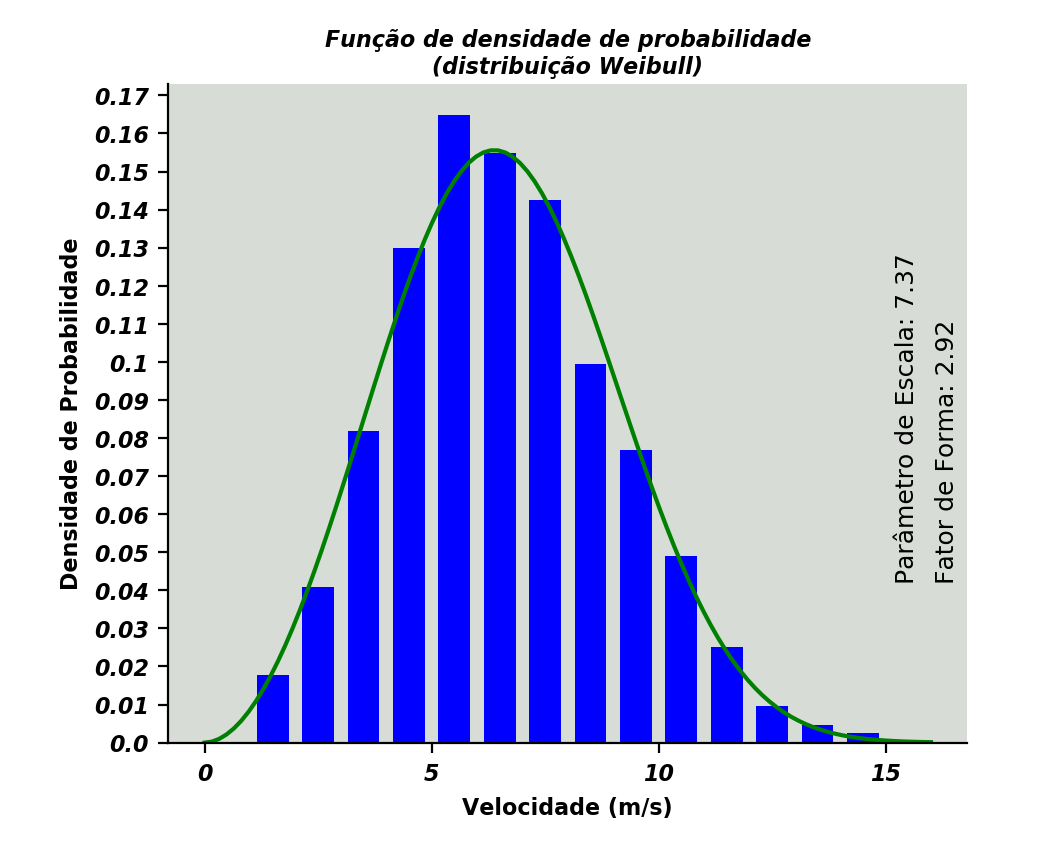 Função de densidade de probabilidade
(distribuição Weibull)
Densidade de Probabilidade
0.17
0.16
0.15
0.14
0.13
0.12
0.11
0.1
0.09
0.08
0.07
0.06
0.05
0.04
0.03
0.02
0.01
0.0
Parâmetro de Escala: 7.37
Fator de Forma: 2.92
0 5 10 15
Velocidade (m/s)